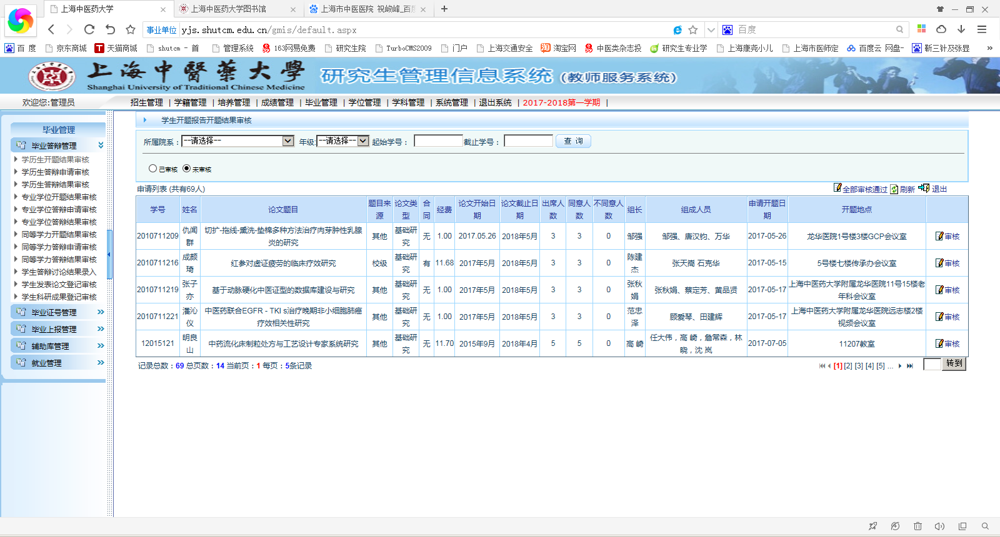 上海中医药大学
上海中医药大学图书馆
上海市中医医院 祝峻峰_百度
事业单位 yjs.shutcm.edu.cn/gmis/default.aspx
百度
百 度 京东商城 天猫商城 shutcm - 首 管理系统 163网易免费 研究生院 TurboCMS2009 门户 上海交通安全 淘宝网 中医类杂志投 研究生专业学 上海康尧小儿 上海市医师定 百度云 网盘- 靳三针及张显
上海中醫藥大學
Shanghai University of Traditional Chinese Medicine
研究生管理信息系统 (教师服务系统)
欢迎您:管理员
招生管理 | 学籍管理 | 培养管理 | 成绩管理 | 毕业管理 | 学位管理 | 学科管理 | 系统管理 | 退出系统 | 2017-2018第一学期 |
毕业管理
毕业答辩管理
学历生开题结果审核
学历生答辩申请审核
学历生答辩结果审核
专业学位开题结果审核
专业学位答辩申请审核
专业学位答辩结果审核
同等学力开题结果审核
同等学力答辩申请审核
同等学力答辩结果审核
学生答辩讨论结果录入
学生发表论文登记审核
学生科研成果登记审核
毕业证号管理
毕业上报管理
辅助库管理
就业管理
学生开题报告开题结果审核
所属院系： --请选择-- 年级: --请选择-- 起始学号： 截止学号： 查 询
已审核 未审核
申请列表 (共有69人)
全部审核通过 刷新 退出
学号 姓名 论文题目 题目来源 论文类型 合同 经费 论文开始日期 论文截止日期 出席人数 同意人数 不同意人数 组长 组成人员 申请开题日期 开题地点
2010711209 仇闻群 切扩-拖线-熏洗-垫棉多种方法治疗肉芽肿性乳腺炎的研究 其他 基础研究 无 1.00 2017.05.26 2018年5月 3 3 0 邹强 邹强、唐汉钧、万华 2017-05-26 龙华医院1号楼3楼GCP会议室 审核
2010711216 成颜琦 红参对虚证疲劳的临床疗效研究 校级 基础研究 有 11.68 2017年5月 2018年5月 3 3 0 陈建杰 张天嵩 石克华 2017-05-15 5号楼七楼传承办会议室 审核
2010711219 张子亦 基于动脉硬化中医证型的数据库建设与研究 其他 基础研究 无 1.00 2017年5月 2018年5月 3 3 0 张秋娟 张秋娟、蔡定芳、黄品贤 2017-05-17 上海中医药大学附属龙华医院11号15楼老年科会议室 审核
2010711221 潘沁仪 中医药联合EGFR - TKI s治疗晚期非小细胞肺癌疗效相关性研究 其他 基础研究 无 1.00 2017年5月 2018年5月 3 3 0 范忠泽 顾爱琴、田建辉 2017-05-17 上海中医药大学附属龙华医院远志楼2楼视频会议室 审核
12015121 明良山 中药流化床制粒处方与工艺设计专家系统研究 其他 基础研究 无 11.70 2015年9月 2018年4月 5 5 0 高 崎 任大伟，高 崎，詹常森，林晓，沈 岚 2017-07-05 11207教室 审核
记录总数：69 总页数：14 当前页：1 每页：5条记录
[1] [2] [3] [4] [5] ... 转到